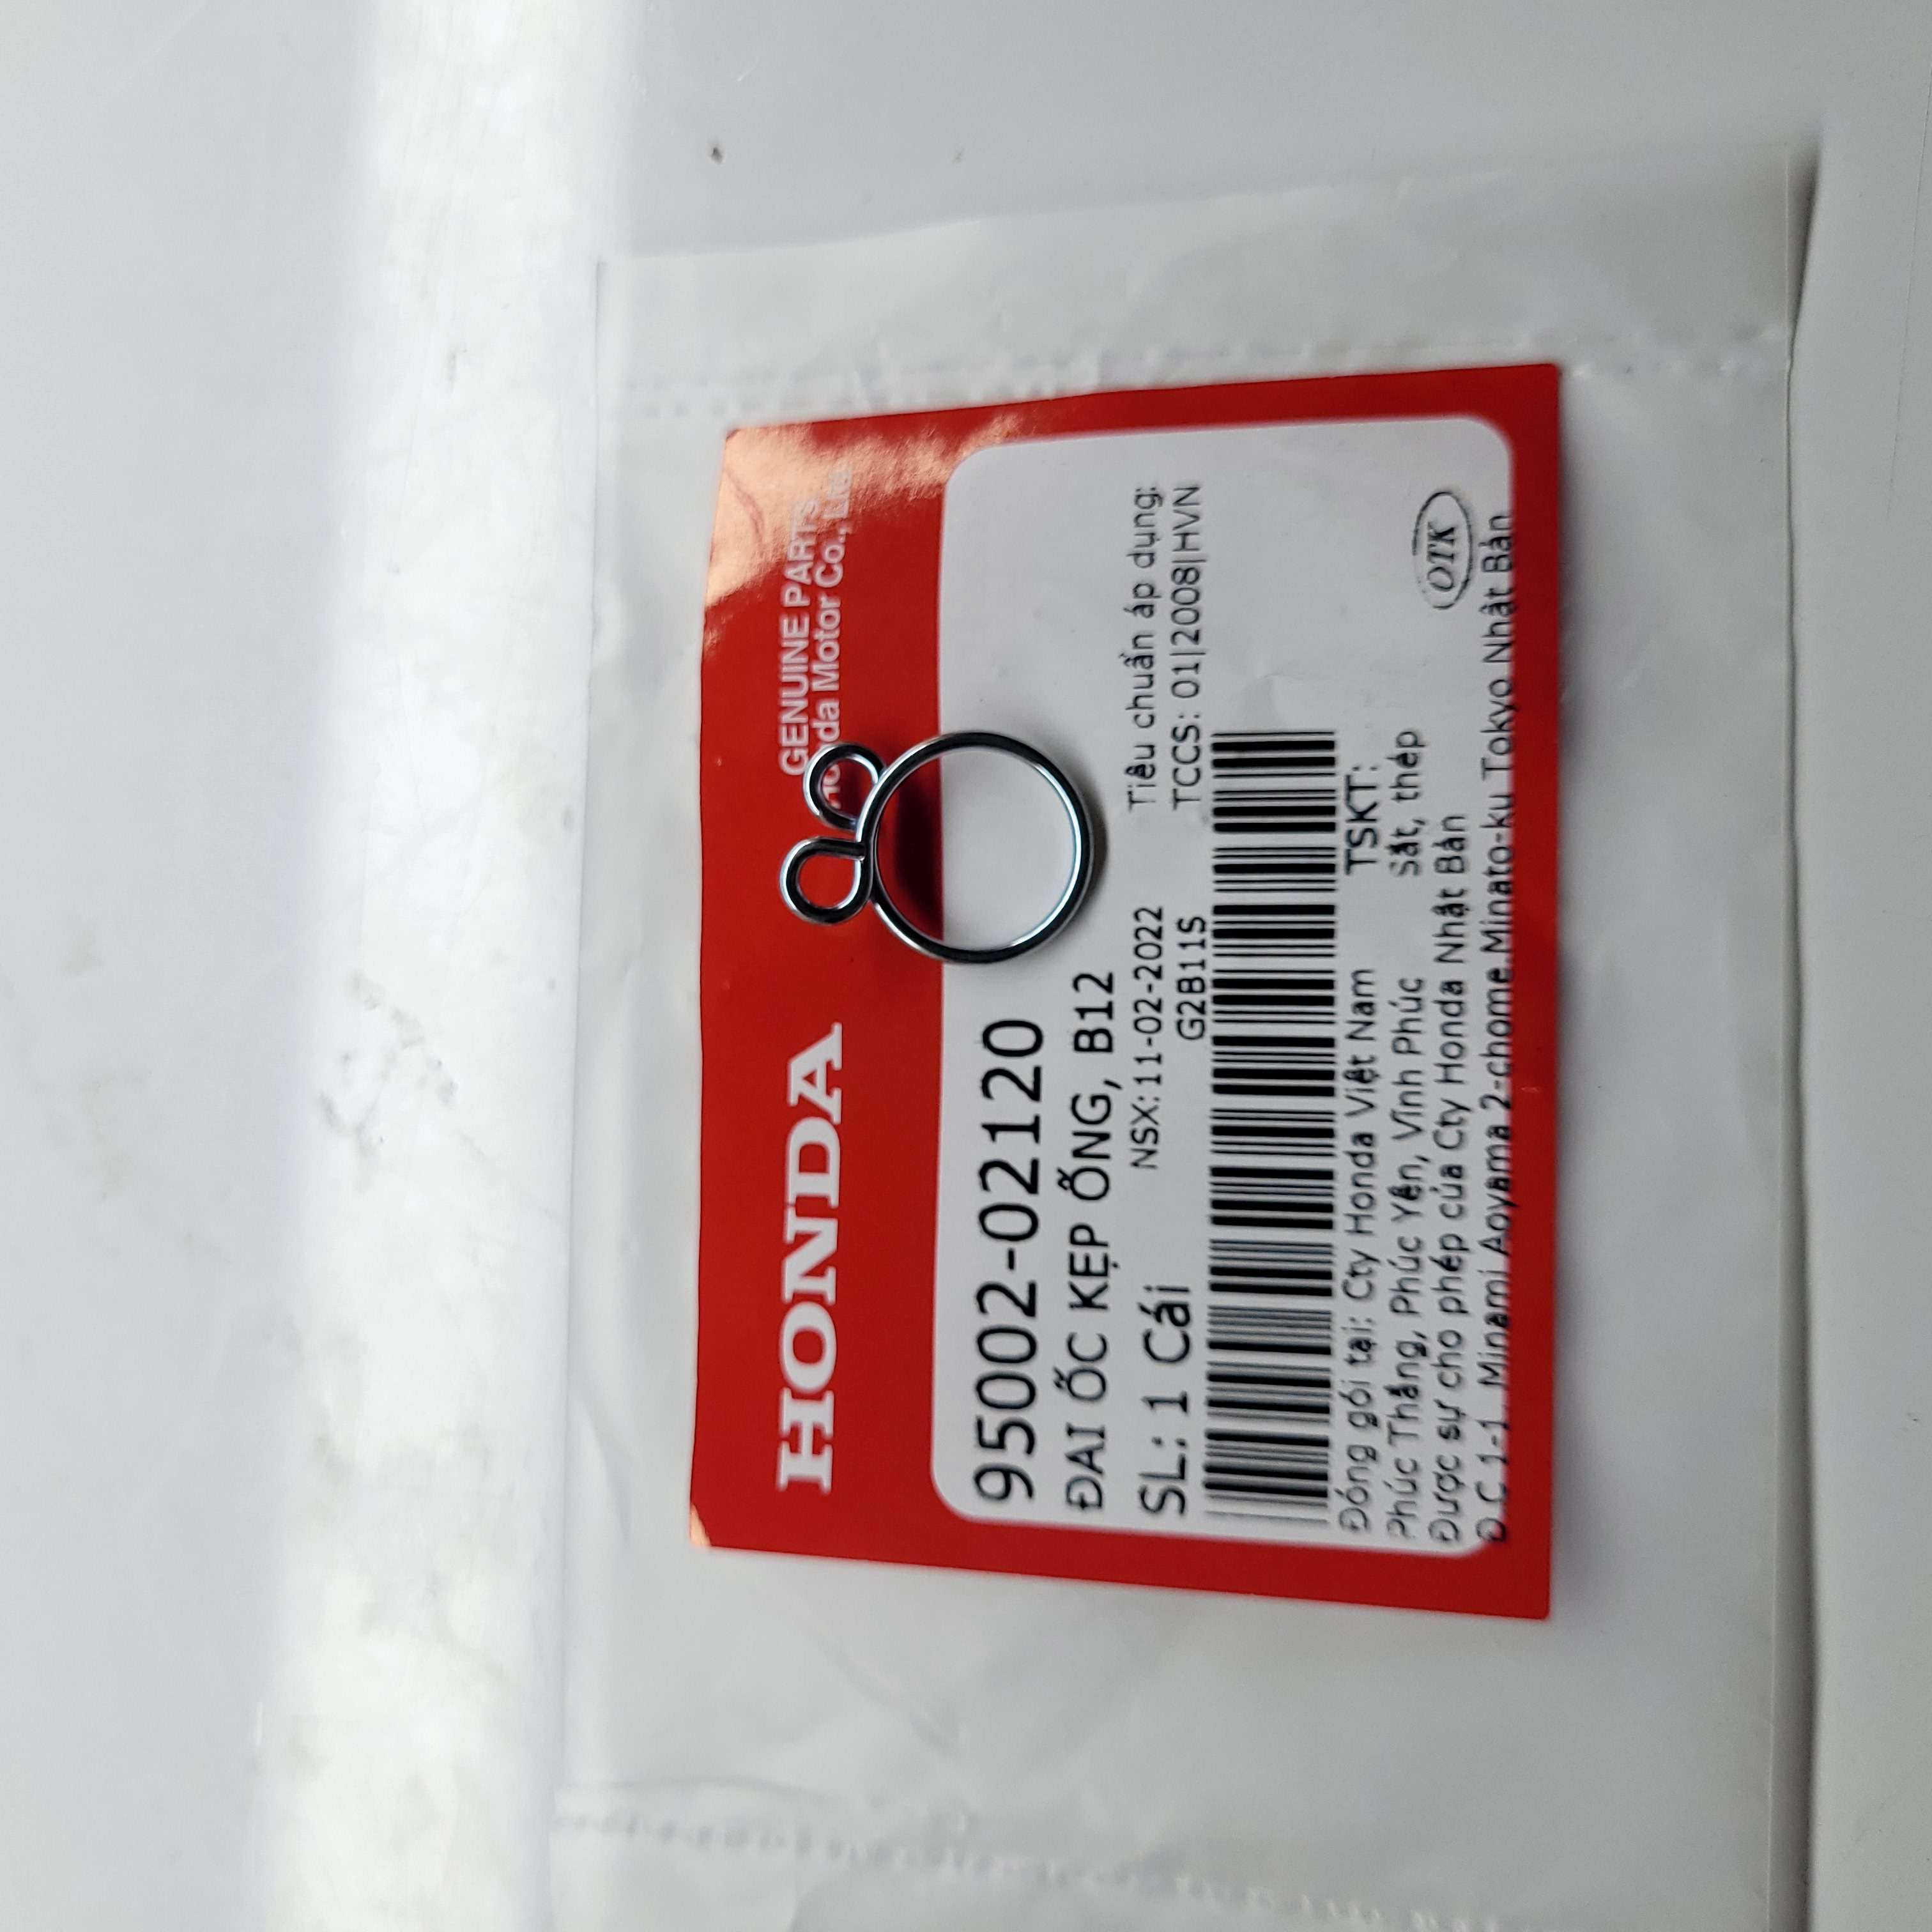 HONDA
GENUINE PARTS
Honda Motor Co., Ltd.
95002-02120
ĐAI ỐC KẸP ỐNG, B12
SL: 1 Cái
NSX:11-02-2022
G2B11S
Tiêu chuẩn áp dụng:
TCCS: 01|2008|HVN
Đóng gói tại: Cty Honda Việt Nam
Phúc Thắng, Phúc Yên, Vĩnh Phúc
TSKT:
Sắt, thép
Được sự cho phép của Cty Honda Nhật Bản
Đ.C 1-1 Minami Aoyama 2-chome.Minato-ku Tokyo Nhật Bản
OTK